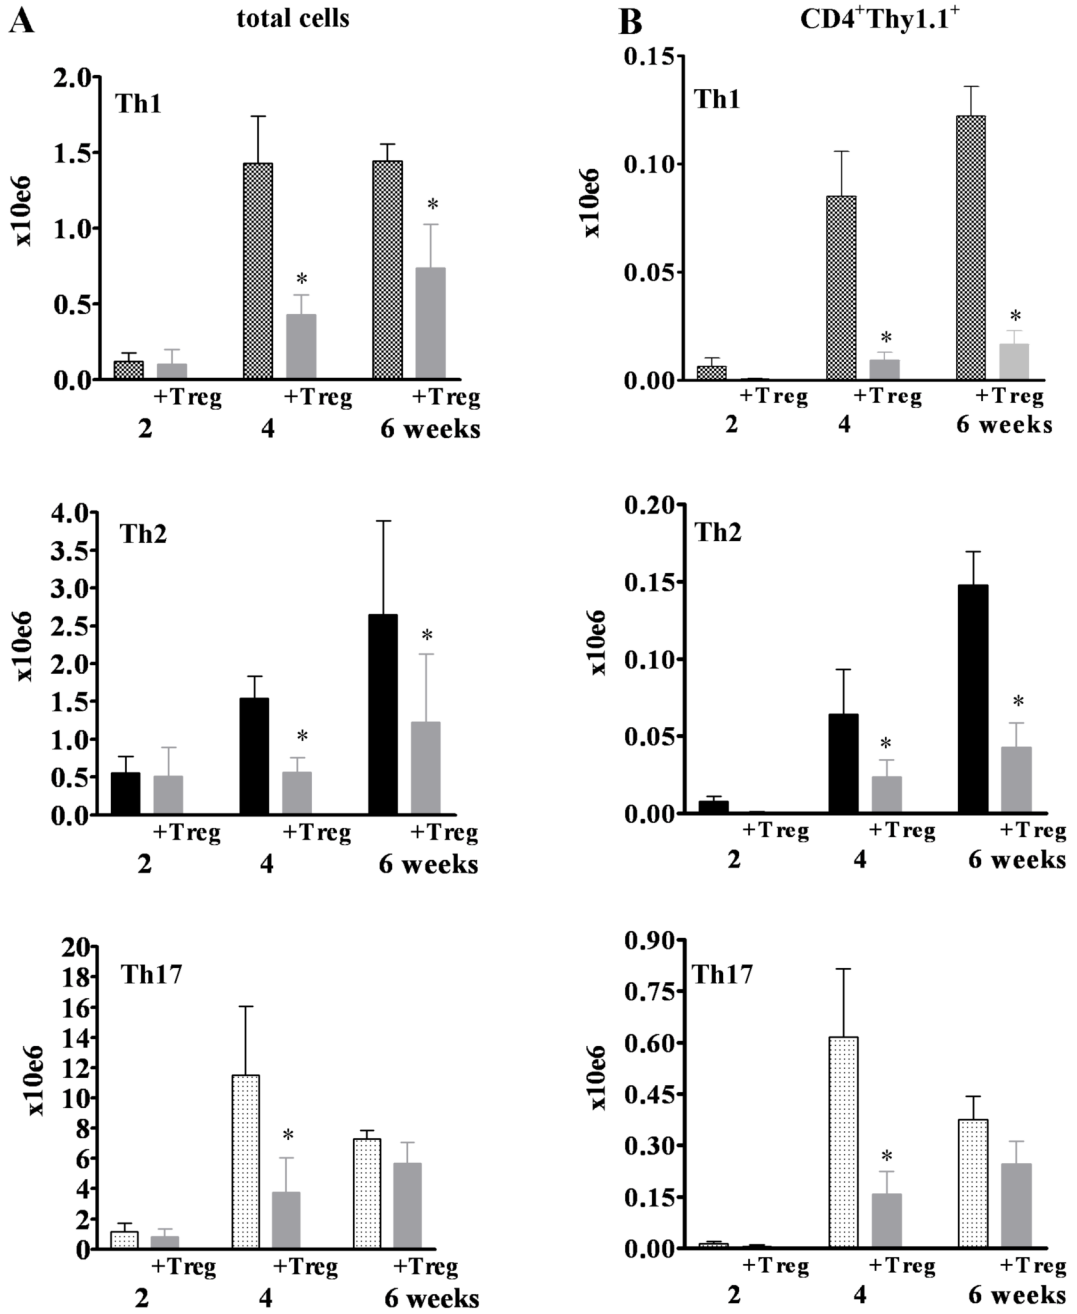 A total cells
Th1
x10e6
2.0
1.5
1.0
0.5
0.0
*
*
+Treg +Treg +Treg
2 4 6 weeks
B CD4+Thy1.1+
Th1
x10e6
0.15
0.10
0.05
0.00
*
*
+Treg +Treg +Treg
2 4 6 weeks
Th2
x10e6
4.0
3.5
3.0
2.5
2.0
1.5
1.0
0.5
0.0
*
*
+Treg +Treg +Treg
2 4 6 weeks
Th2
x10e6
0.20
0.15
0.10
0.05
0.00
*
*
+Treg +Treg +Treg
2 4 6 weeks
Th17
x10e6
20
18
16
14
12
10
8
6
4
2
0
*
+Treg +Treg +Treg
2 4 6 weeks
Th17
x10e6
0.90
0.75
0.60
0.45
0.30
0.15
0.00
*
+Treg +Treg +Treg
2 4 6 weeks